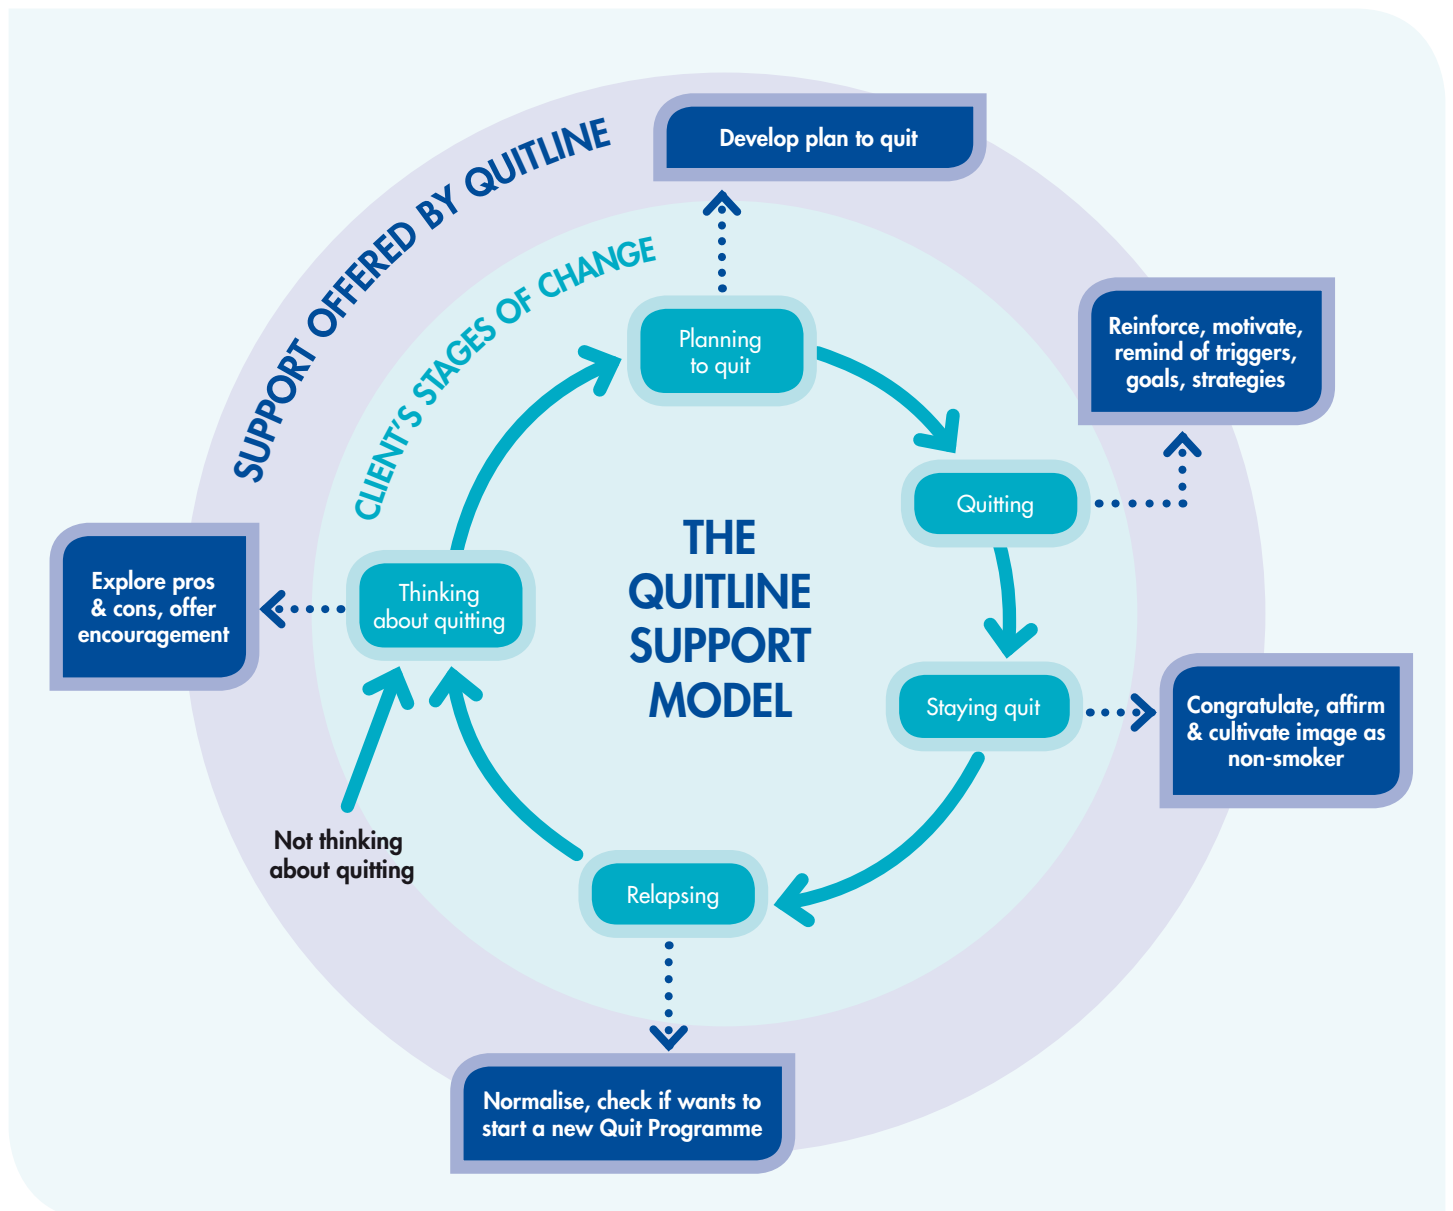 SUPPORT OFFERED BY QUITLINE
CLIENT'S STAGES OF CHANGE
Develop plan to quit
Planning
to quit
Reinforce, motivate,
remind of triggers,
goals, strategies
Quitting
THE
QUITLINE
SUPPORT
MODEL
Explore pros
& cons, offer
encouragement
Thinking
about quitting
Staying quit
Congratulate, affirm
& cultivate image as
non-smoker
Not thinking
about quitting
Relapsing
Normalise, check if wants to
start a new Quit Programme